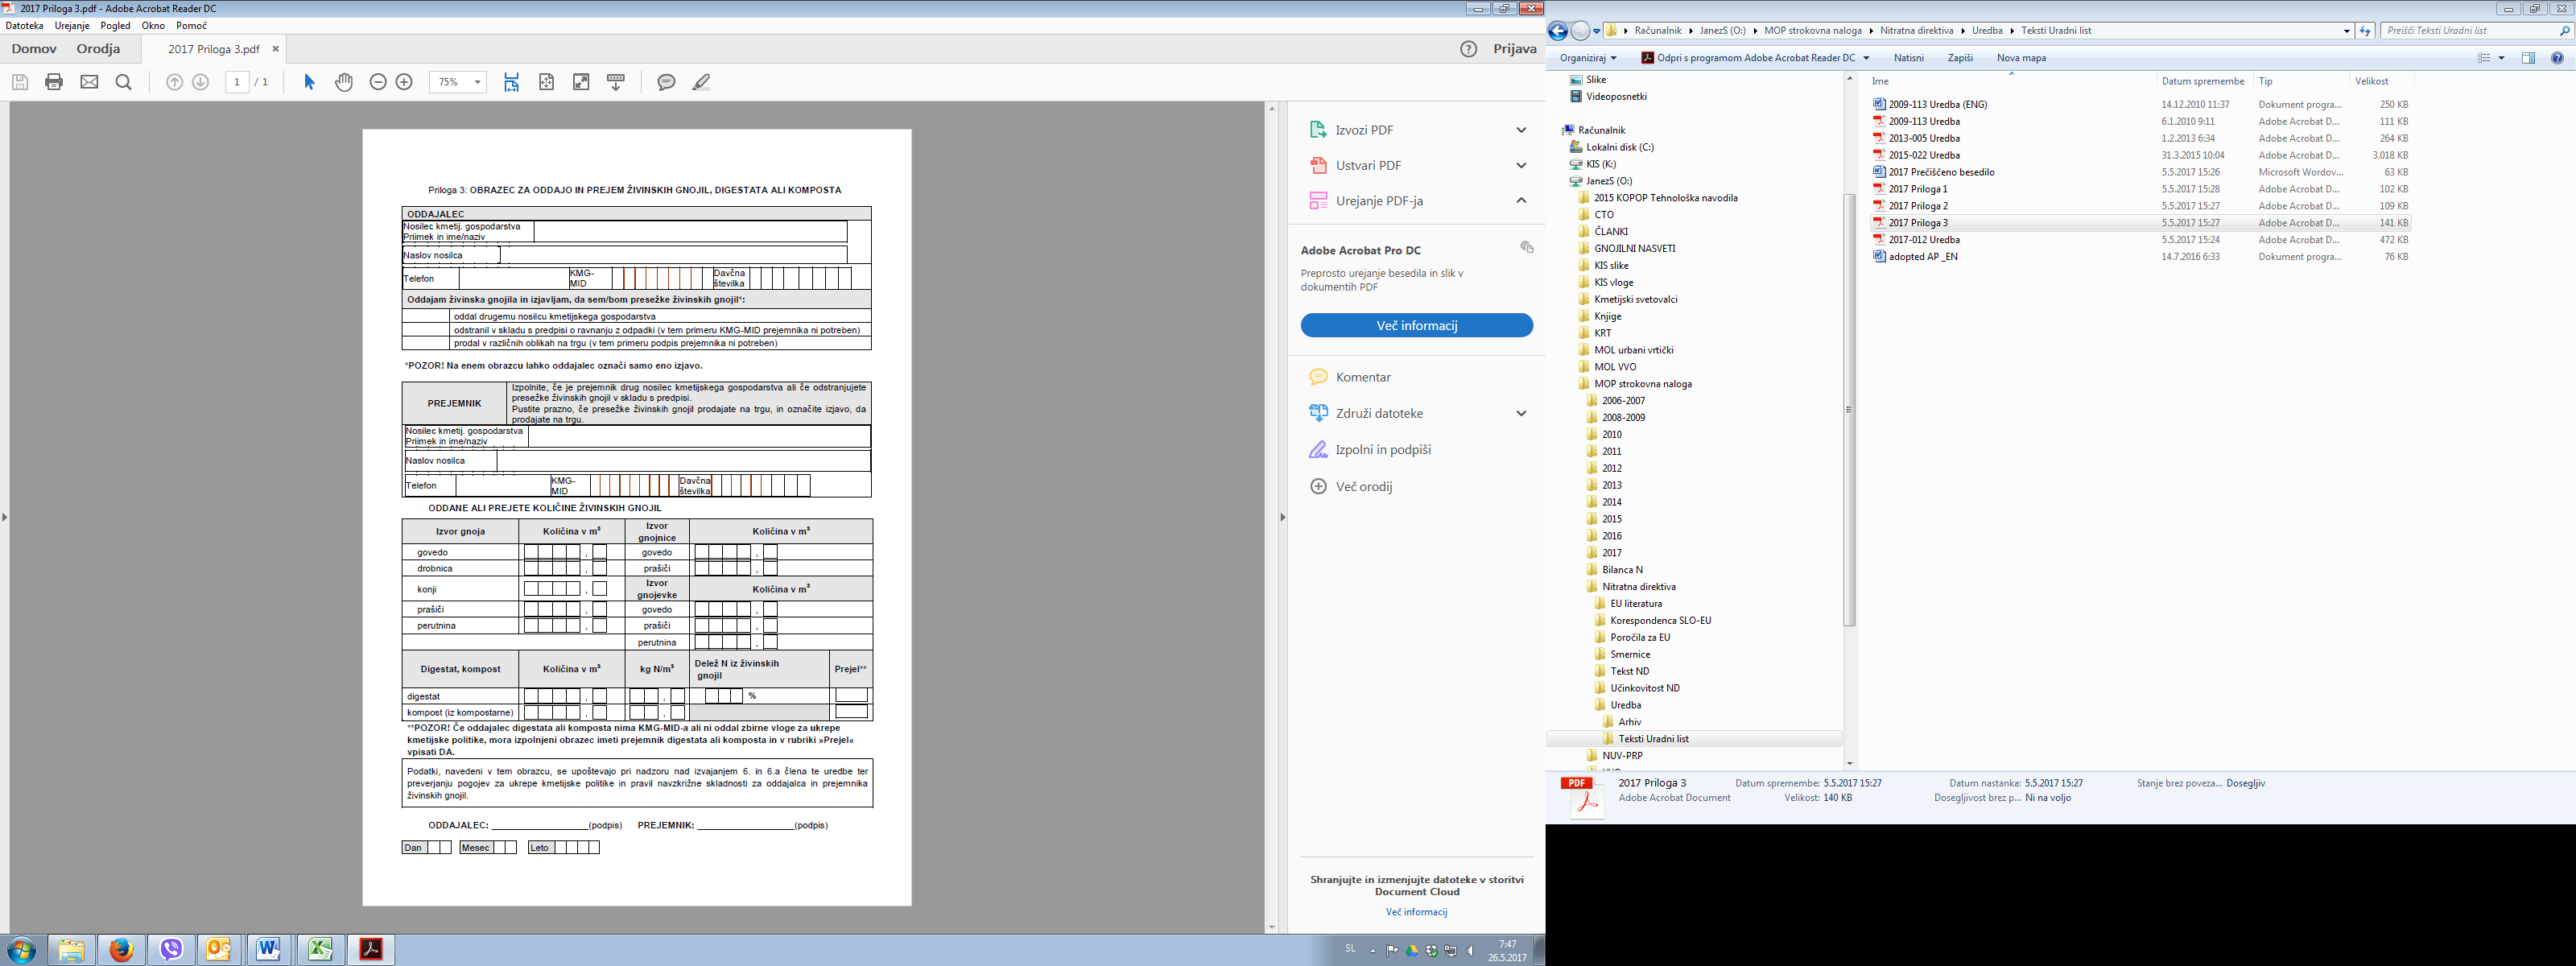 2017 Priloga 3.pdf - Adobe Acrobat Reader DC
Datoteka Urejanje Pogled Okno Pomoč
Domov Orodja 2017 Priloga 3.pdf × Prijava
1 / 1 75%
Priloga 3: OBRAZEC ZA ODDAJO IN PREJEM ŽIVINSKIH GNOJIL, DIGESTATA ALI KOMPOSTA
ODDAJALEC
Nosilec kmetij. gospodarstva
Priimek in ime/naziv
Naslov nosilca
Telefon KMG-MID Davčna številka
Oddajam živinska gnojila in izjavljam, da sem/bom presežke živinskih gnojil*:
oddal drugemu nosilcu kmetijskega gospodarstva
odstranil v skladu s predpisi o ravnanju z odpadki (v tem primeru KMG-MID prejemnika ni potreben)
prodal v različnih oblikah na trgu (v tem primeru podpis prejemnika ni potreben)
*POZOR! Na enem obrazcu lahko oddajalec označi samo eno izjavo.
PREJEMNIK
Izpolnite, če je prejemnik drug nosilec kmetijskega gospodarstva ali če odstranjujete
presežke živinskih gnojil v skladu s predpisi.
Pustite prazno, če presežke živinskih gnojil prodajate na trgu, in označite izjavo, da
prodajate na trgu.
Nosilec kmetij. gospodarstva
Priimek in ime/naziv
Naslov nosilca
Telefon KMG-MID Davčna številka
ODDANE ALI PREJETE KOLIČINE ŽIVINSKIH GNOJIL
Izvor gnoja Količina v m³ Izvor gnojnice Količina v m³
govedo , govedo ,
drobnica , prašiči ,
konji , Izvor gnojevke Količina v m³
prašiči , govedo ,
perutnina , prašiči ,
perutnina ,
Digestat, kompost Količina v m³ kg N/m³ Delež N iz živinskih gnojil Prejel**
digestat , , %
kompost (iz kompostarne) , ,
**POZOR! Če oddajalec digestata ali komposta nima KMG-MID-a ali ni oddal zbirne vloge za ukrepe
kmetijske politike, mora izpolnjeni obrazec imeti prejemnik digestata ali komposta in v rubriki »Prejel«
vpisati DA.
Podatki, navedeni v tem obrazcu, se upoštevajo pri nadzoru nad izvajanjem 6. in 6.a člena te uredbe ter
preverjanju pogojev za ukrepe kmetijske politike in pravil navzkrižne skladnosti za oddajalca in prejemnika
živinskih gnojil.
ODDAJALEC: ____________________(podpis) PREJEMNIK: ____________________(podpis)
Dan Mesec Leto
Izvozi PDF
Ustvari PDF
Urejanje PDF-ja
Adobe Acrobat Pro DC
Preprosto urejanje besedila in slik v
dokumentih PDF
Več informacij
Komentar
Združi datoteke
Izpolni in podpiši
Več orodij
Shranjujte in izmenjujte datoteke v storitvi
Document Cloud
Več informacij
SL 7:47
26.5.2017
Računalnik JanezS (O:) MOP strokovna naloga Nitratna direktiva Uredba Teksti Uradni list
Preišči Teksti Uradni list
Organiziraj Odpri s programom Adobe Acrobat Reader DC Natisni Zapiši Nova mapa
Slike
Videoposnetki
Računalnik
Lokalni disk (C:)
KIS (K:)
JanezS (O:)
2015 KOPOP Tehnološka navodila
CTO
ČLANKI
GNOJILNI NASVETI
KIS slike
KIS vloge
Kmetijski svetovalci
Knjige
KRT
MOL urbani vrtički
MOL VVO
MOP strokovna naloga
2006-2007
2008-2009
2010
2011
2012
2013
2014
2015
2016
2017
Bilanca N
Nitratna direktiva
EU literatura
Korespondenca SLO-EU
Poročila za EU
Smernice
Tekst ND
Učinkovitost ND
Uredba
Arhiv
Teksti Uradni list
NUV-PRP
Ime Datum spremembe Tip Velikost
2009-113 Uredba (ENG) 14.12.2010 11:37 Dokument progra... 250 KB
2009-113 Uredba 6.1.2010 9:11 Adobe Acrobat D... 111 KB
2013-005 Uredba 1.2.2013 6:34 Adobe Acrobat D... 264 KB
2015-022 Uredba 31.3.2015 10:04 Adobe Acrobat D... 3.018 KB
2017 Prečiščeno besedilo 5.5.2017 15:26 Microsoft Wordov... 63 KB
2017 Priloga 1 5.5.2017 15:28 Adobe Acrobat D... 102 KB
2017 Priloga 2 5.5.2017 15:27 Adobe Acrobat D... 109 KB
2017 Priloga 3 5.5.2017 15:27 Adobe Acrobat D... 141 KB
2017-012 Uredba 5.5.2017 15:24 Adobe Acrobat D... 472 KB
adopted AP _EN 14.7.2016 6:33 Dokument progra... 76 KB
PDF
2017 Priloga 3 Datum spremembe: 5.5.2017 15:27 Datum nastanka: 5.5.2017 15:27 Stanje brez poveza... Dosegljiv
Adobe Acrobat Document Velikost: 140 KB Dosegljivost brez p... Ni na voljo